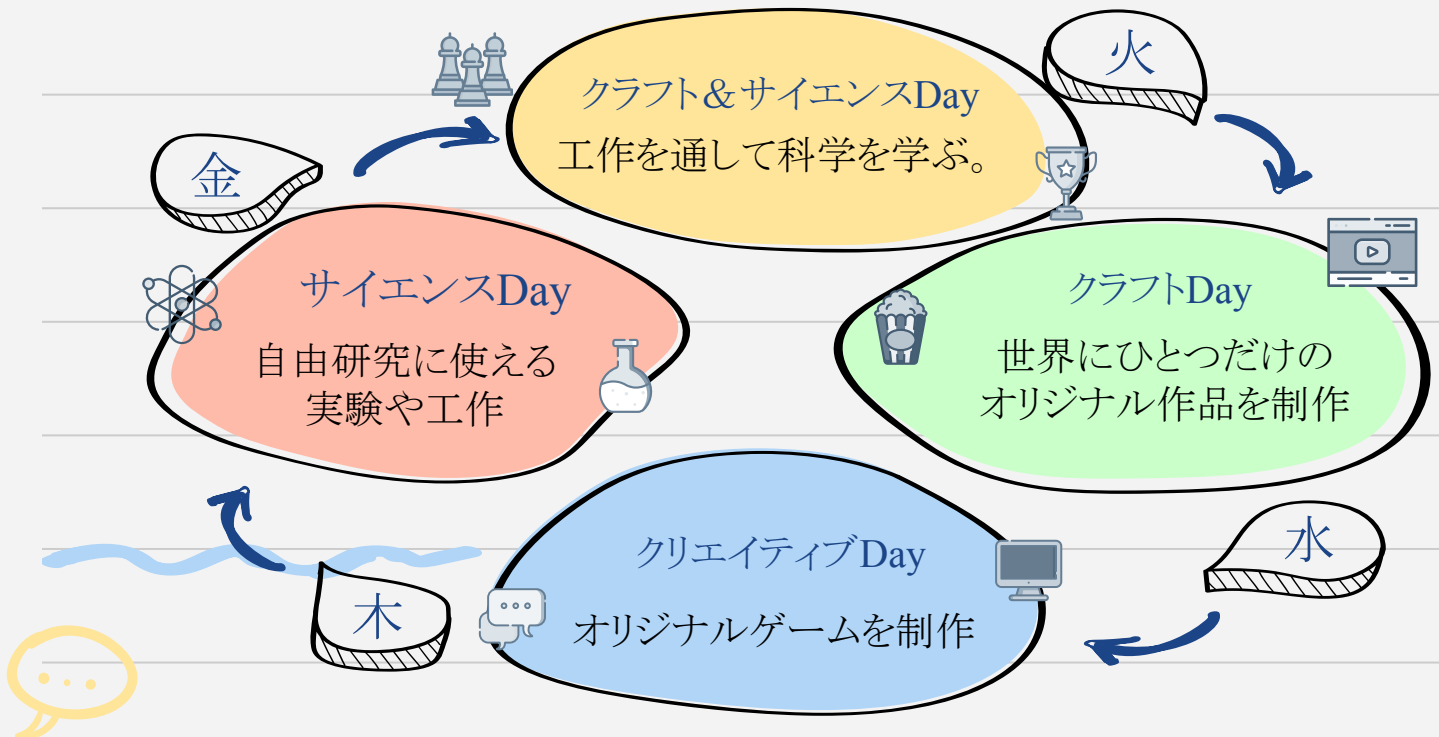 火
クラフト＆サイエンスDay
工作を通して科学を学ぶ。
金
サイエンスDay
自由研究に使える
実験や工作
クラフトDay
世界にひとつだけの
オリジナル作品を制作
水
クリエイティブDay
オリジナルゲームを制作
木